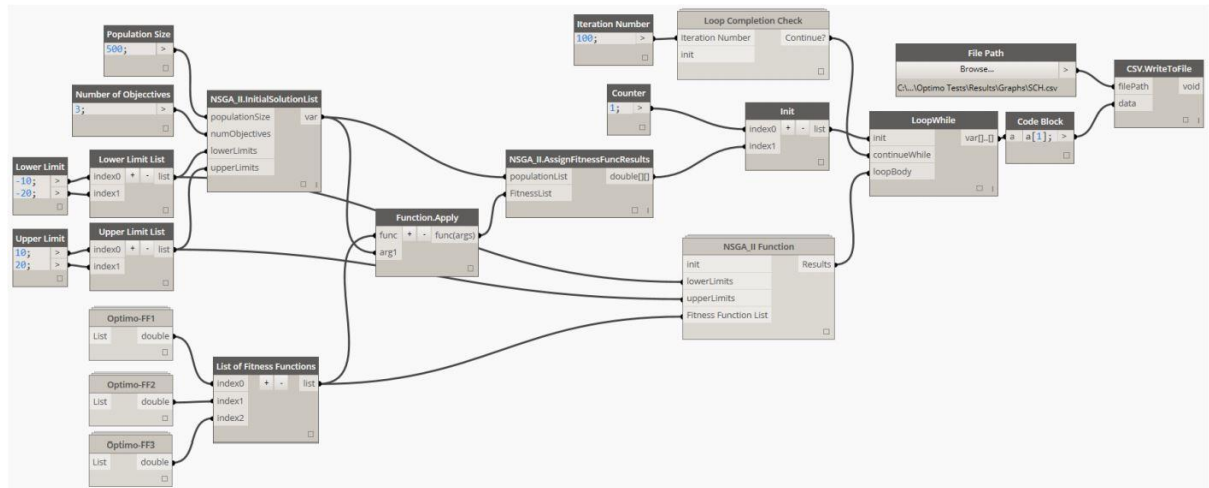 Population Size
500; >
Number of Objecctives
3; >
Lower Limit
-10; >
-20; >
Lower Limit List
index0 + - list
index1
Upper Limit
10; >
20; >
Upper Limit List
index0 + - list
index1
NSGA_II.InitialSolutionList
populationSize var
numObjectives
lowerLimits
upperLimits
Optimo-FF1
List double
Optimo-FF2
List double
Optimo-FF3
List double
List of Fitness Functions
index0 + - list
index1
index2
Function.Apply
func + - func(args)
arg1
NSGA_II.AssignFitnessFuncResults
populationList double[][]
FitnessList
Iteration Number
100; >
Loop Completion Check
Iteration Number Continue?
init
Counter
1; >
Init
index0 + - list
index1
NSGA_II Function
init Results
lowerLimits
upperLimits
Fitness Function List
LoopWhile
init var[]..[]
continueWhile
loopBody
File Path
Browse... >
C:\...\Optimo Tests\Results\Graphs\SCH.csv
Code Block
a a[1]; >
CSV.WriteToFile
filePath void
data